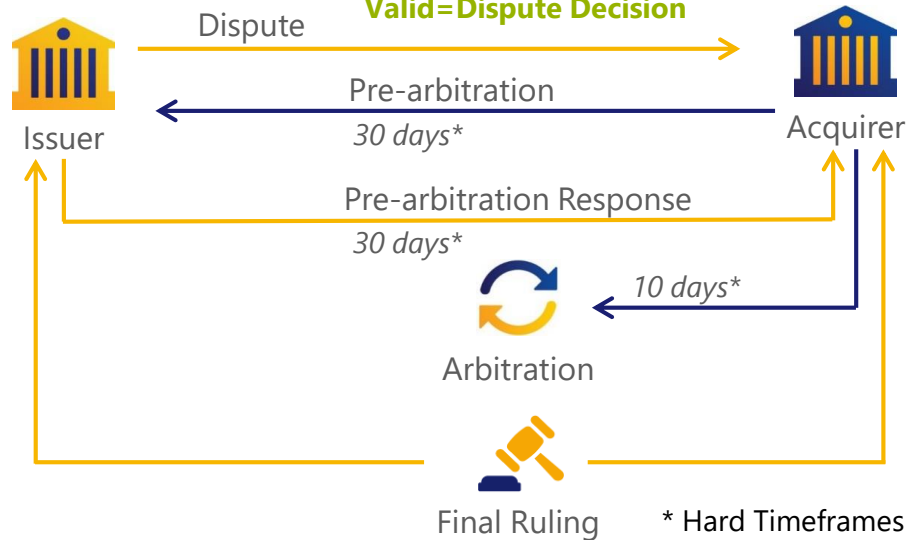 Valid=Dispute Decision
Dispute
Pre-arbitration
30 days*
Issuer
Acquirer
Pre-arbitration Response
30 days*
10 days*
Arbitration
Final Ruling
* Hard Timeframes